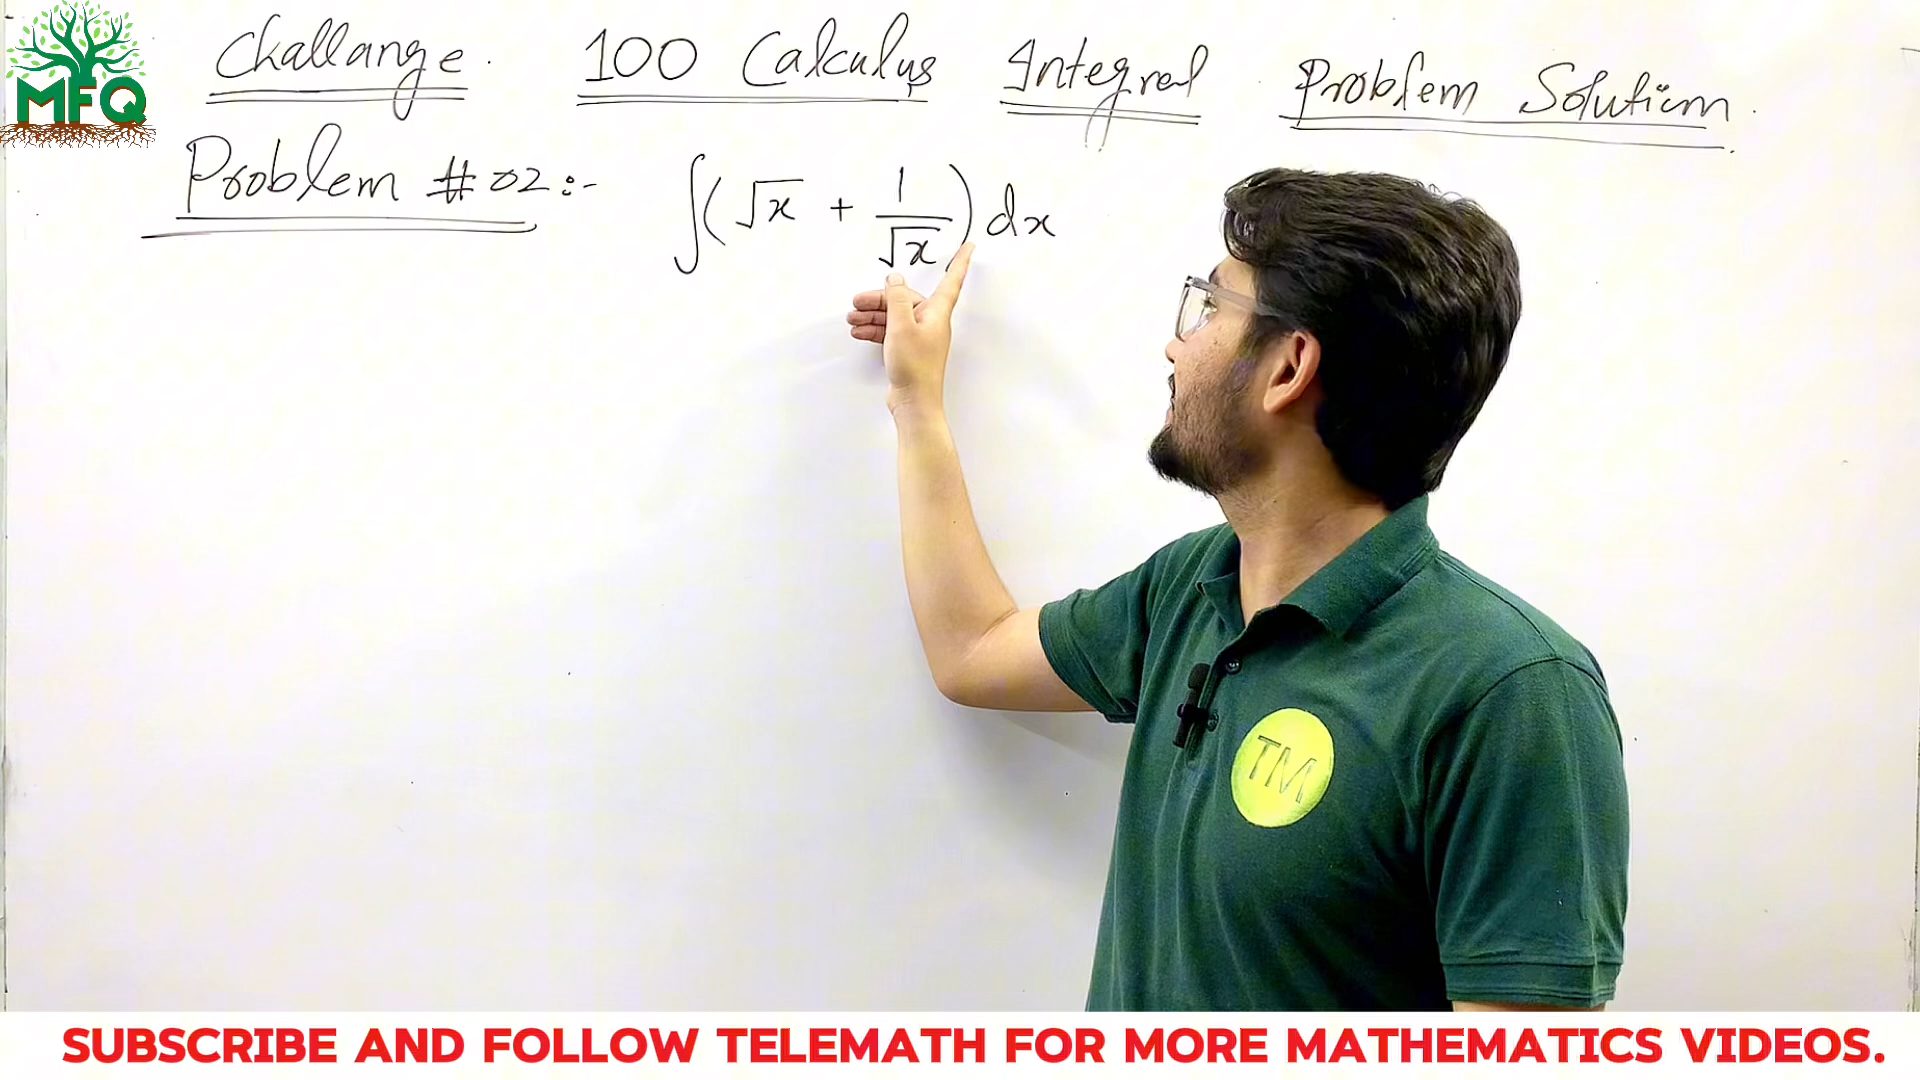 MFQ
Challange. 100 Calculus Integral Problem Solution.
Problem #02:- ∫(√x + 1/√x) dx
TM
SUBSCRIBE AND FOLLOW TELEMATH FOR MORE MATHEMATICS VIDEOS.